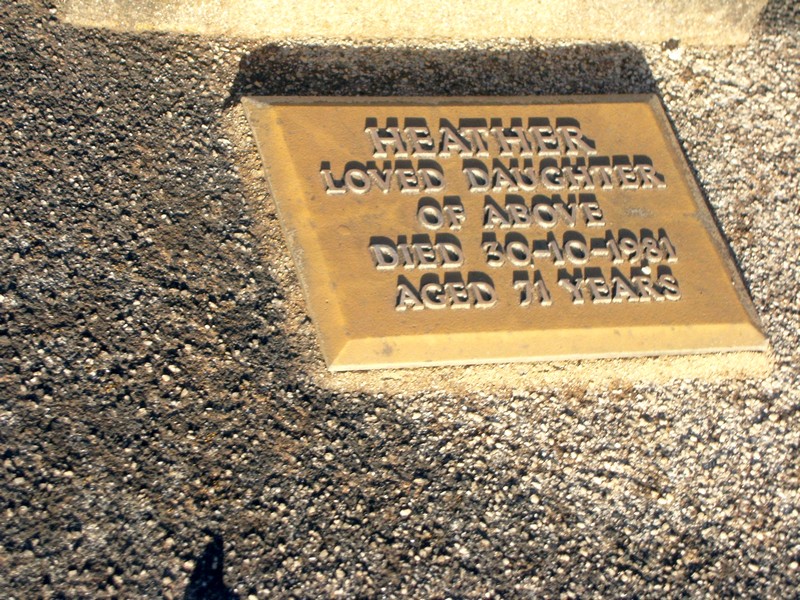 HEATHER
LOVED DAUGHTER
OF ABOVE
DIED 30-10-1981
AGED 71 YEARS